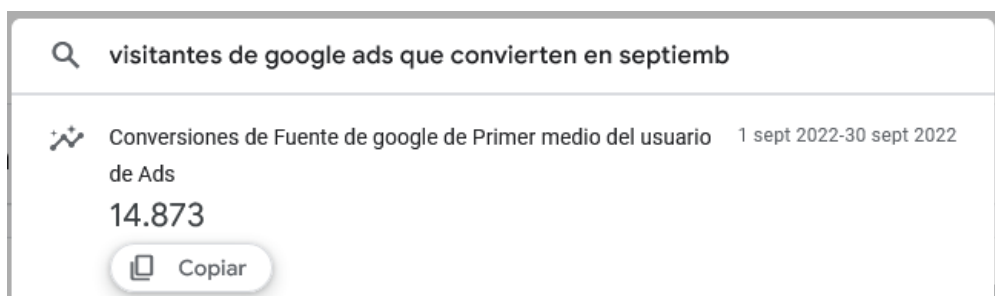 visitantes de google ads que convierten en septiemb
Conversiones de Fuente de google de Primer medio del usuario 1 sept 2022-30 sept 2022
de Ads
14.873
Copiar